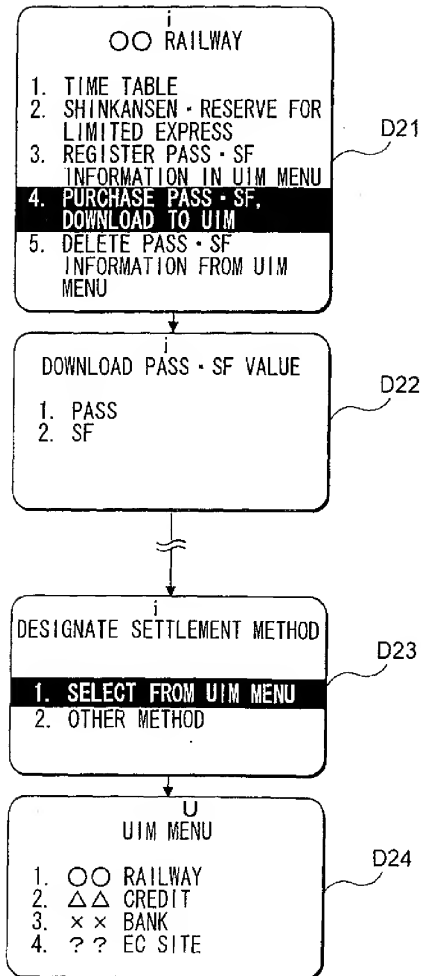 i
○○ RAILWAY
1. TIME TABLE
2. SHINKANSEN・RESERVE FOR
LIMITED EXPRESS
3. REGISTER PASS・SF
INFORMATION IN UIM MENU
4. PURCHASE PASS・SF,
DOWNLOAD TO UIM
5. DELETE PASS・SF
INFORMATION FROM UIM
MENU
D21
i
DOWNLOAD PASS・SF VALUE
1. PASS
2. SF
D22
i
DESIGNATE SETTLEMENT METHOD
1. SELECT FROM UIM MENU
2. OTHER METHOD
D23
U
UIM MENU
1. ○○ RAILWAY
2. △△ CREDIT
3. ×× BANK
4. ?? EC SITE
D24